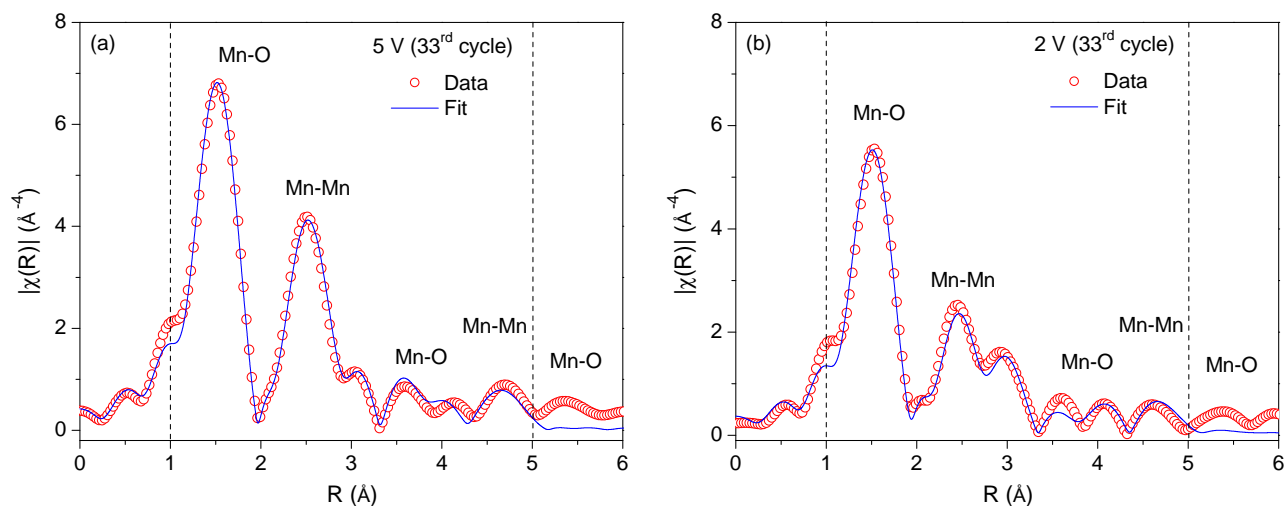 (a)
5 V (33rd cycle)
Mn-O
Data
Fit
Mn-Mn
Mn-Mn
Mn-O
Mn-O
|χ(R)| (Å-4)
8
6
4
2
0
0 1 2 3 4 5 6
R (Å)
(b)
2 V (33rd cycle)
Data
Mn-O
Fit
Mn-Mn
Mn-Mn
Mn-O
Mn-O
|χ(R)| (Å-4)
8
6
4
2
0
0 1 2 3 4 5 6
R (Å)